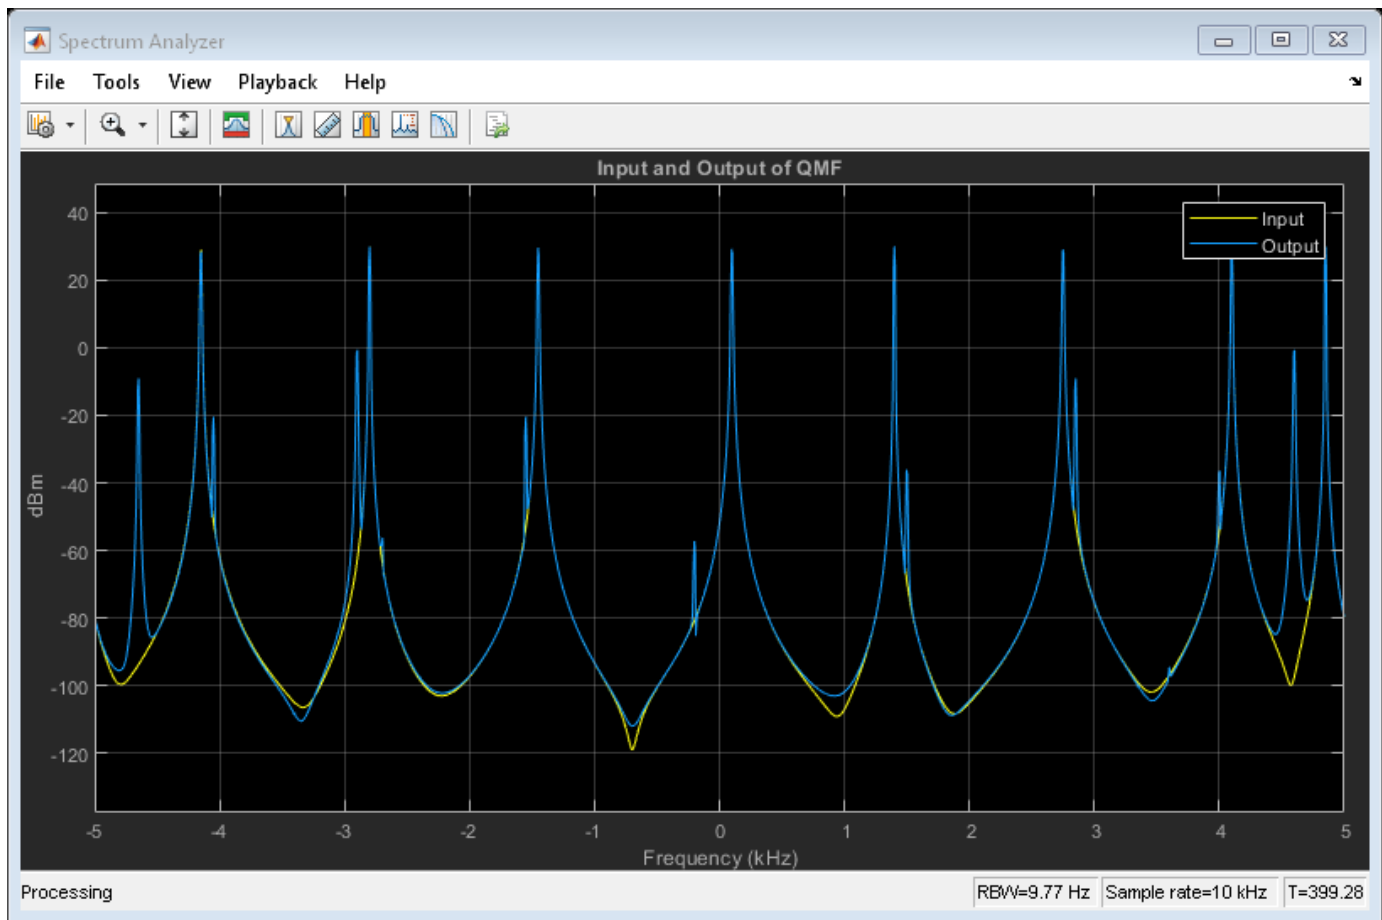 Spectrum Analyzer
File Tools View Playback Help
Input and Output of QMF
40
20
0
-20
-40
-60
-80
-100
-120
dBm
Input
Output
-5 -4 -3 -2 -1 0 1 2 3 4 5
Frequency (kHz)
Processing RBW=9.77 Hz Sample rate=10 kHz T=399.28